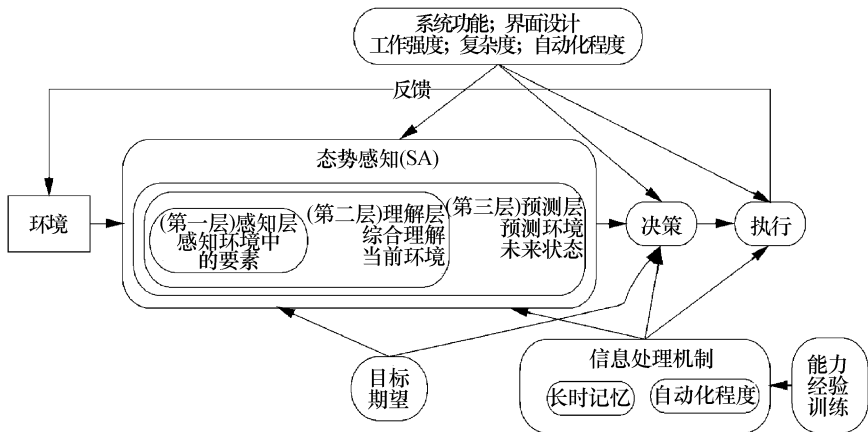 系统功能；界面设计
工作强度；复杂度；自动化程度
反馈
态势感知(SA)
环境
(第一层)感知层
感知环境中
的要素
(第二层)理解层
综合理解
当前环境
(第三层)预测层
预测环境
未来状态
决策
执行
目标
期望
信息处理机制
长时记忆
自动化程度
能力
经验
训练